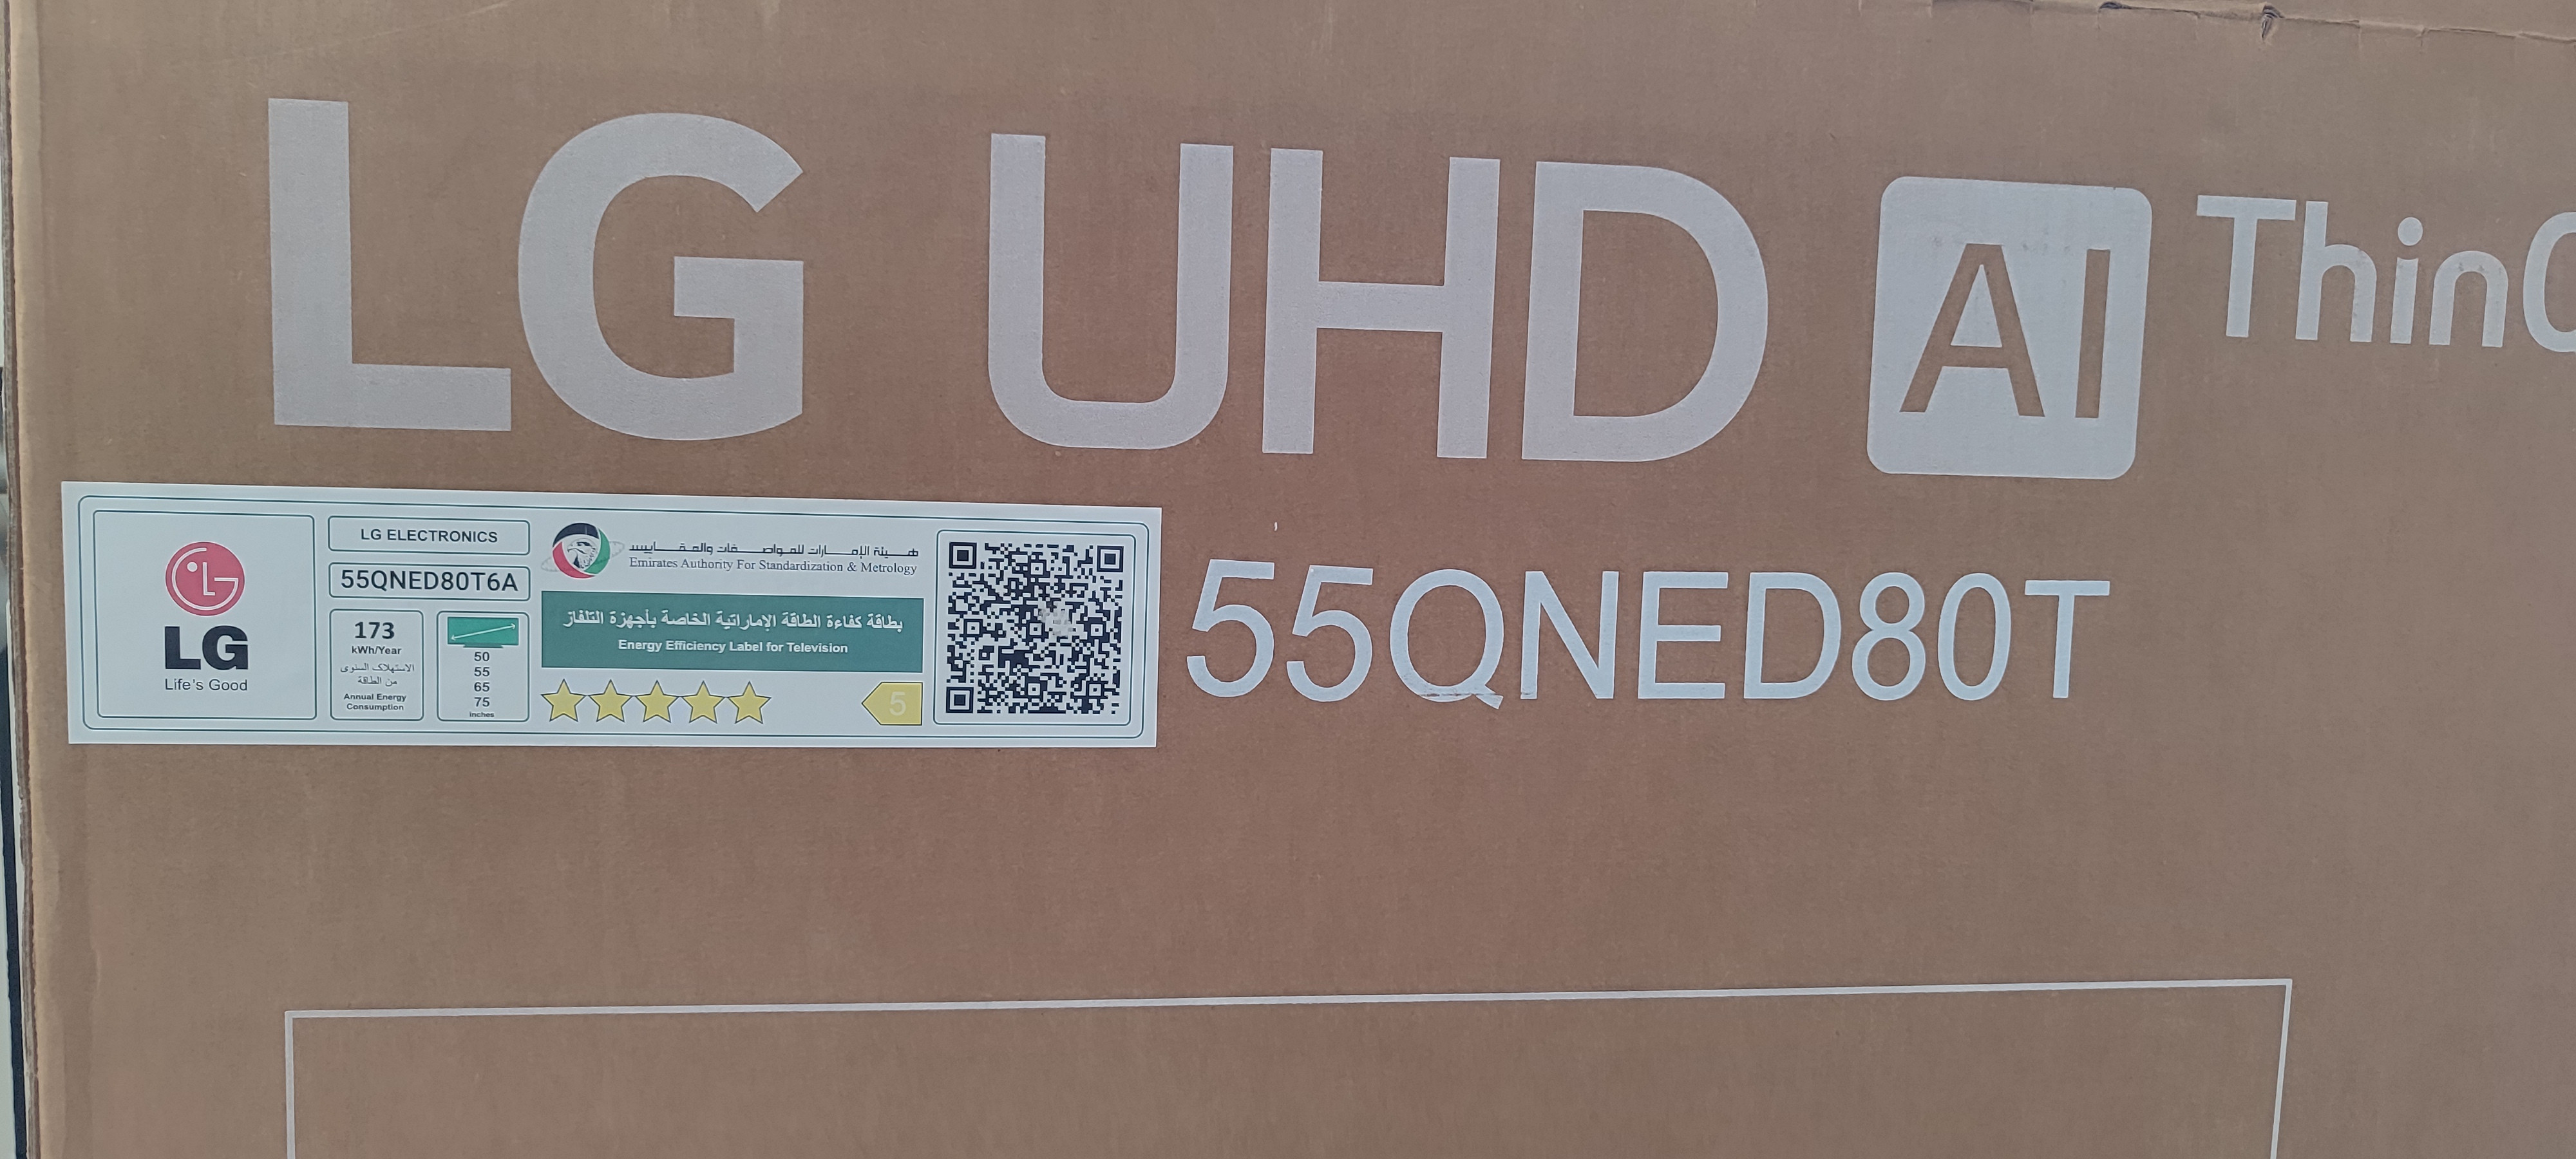 LG UHD AI ThinQ
LG
Life's Good
LG ELECTRONICS
55QNED80T6A
173
kWh/Year
الاستهلاك السنوى
من الطاقة
Annual Energy
Consumption
50
55
65
75
inches
هيئة الإمارات للمواصفات والمقاييس
Emirates Authority For Standardization & Metrology
بطاقة كفاءة الطاقة الإماراتية الخاصة بأجهزة التلفاز
Energy Efficiency Label for Television
5
55QNED80T